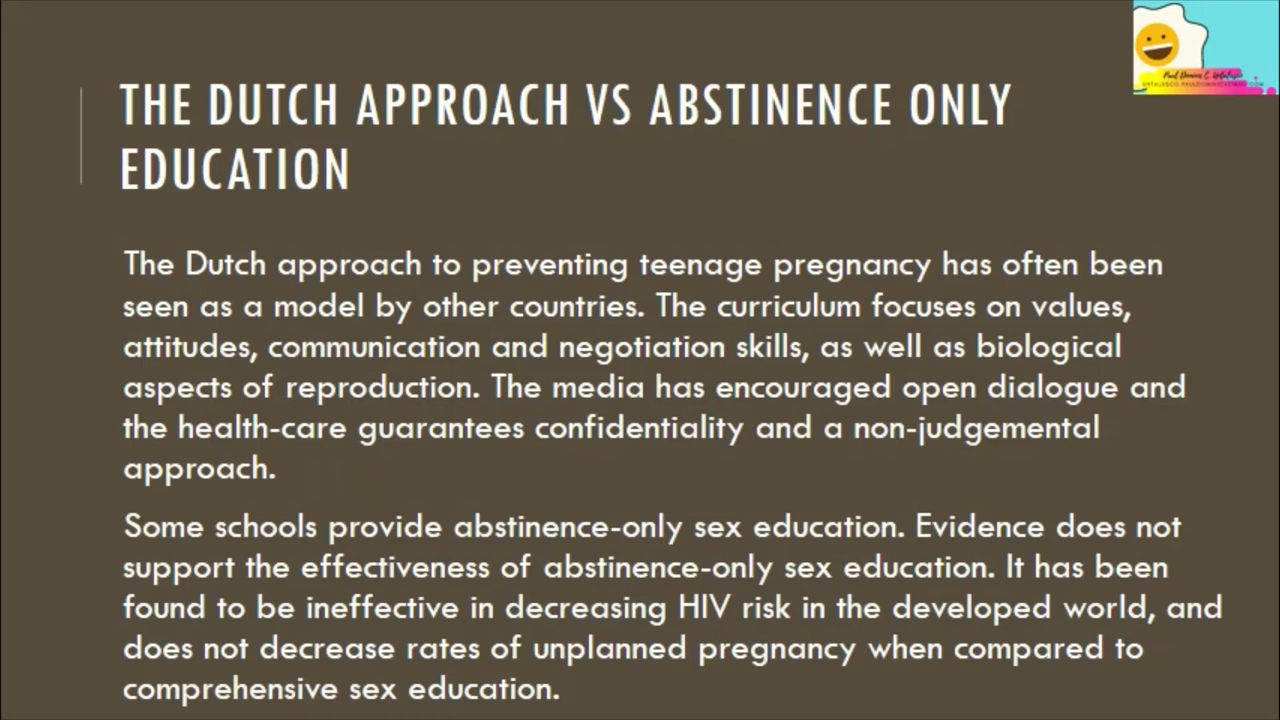 THE DUTCH APPROACH VS ABSTINENCE ONLY
EDUCATION
The Dutch approach to preventing teenage pregnancy has often been
seen as a model by other countries. The curriculum focuses on values,
attitudes, communication and negotiation skills, as well as biological
aspects of reproduction. The media has encouraged open dialogue and
the health-care guarantees confidentiality and a non-judgemental
approach.
Some schools provide abstinence-only sex education. Evidence does not
support the effectiveness of abstinence-only sex education. It has been
found to be ineffective in decreasing HIV risk in the developed world, and
does not decrease rates of unplanned pregnancy when compared to
comprehensive sex education.